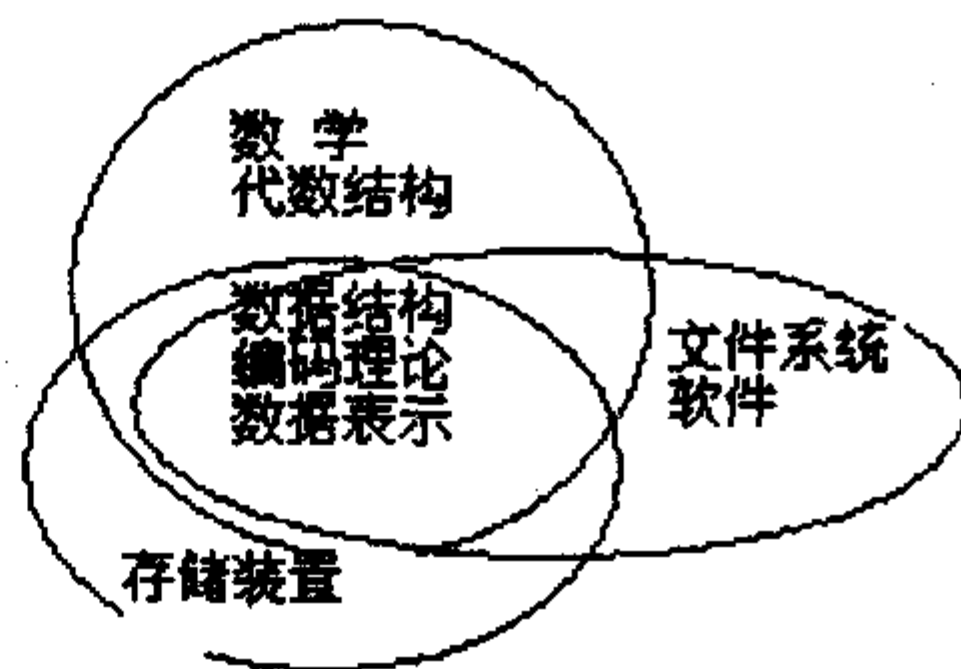 数 学
代数结构
数据结构
编码理论
数据表示
文件系统
软件
存储装置